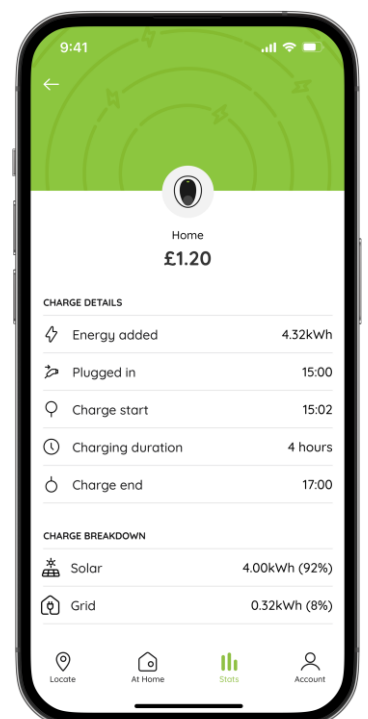 9:41
Home
£1.20
CHARGE DETAILS
Energy added 4.32kWh
Plugged in 15:00
Charge start 15:02
Charging duration 4 hours
Charge end 17:00
CHARGE BREAKDOWN
Solar 4.00kWh (92%)
Grid 0.32kWh (8%)
Locate At Home Stats Account